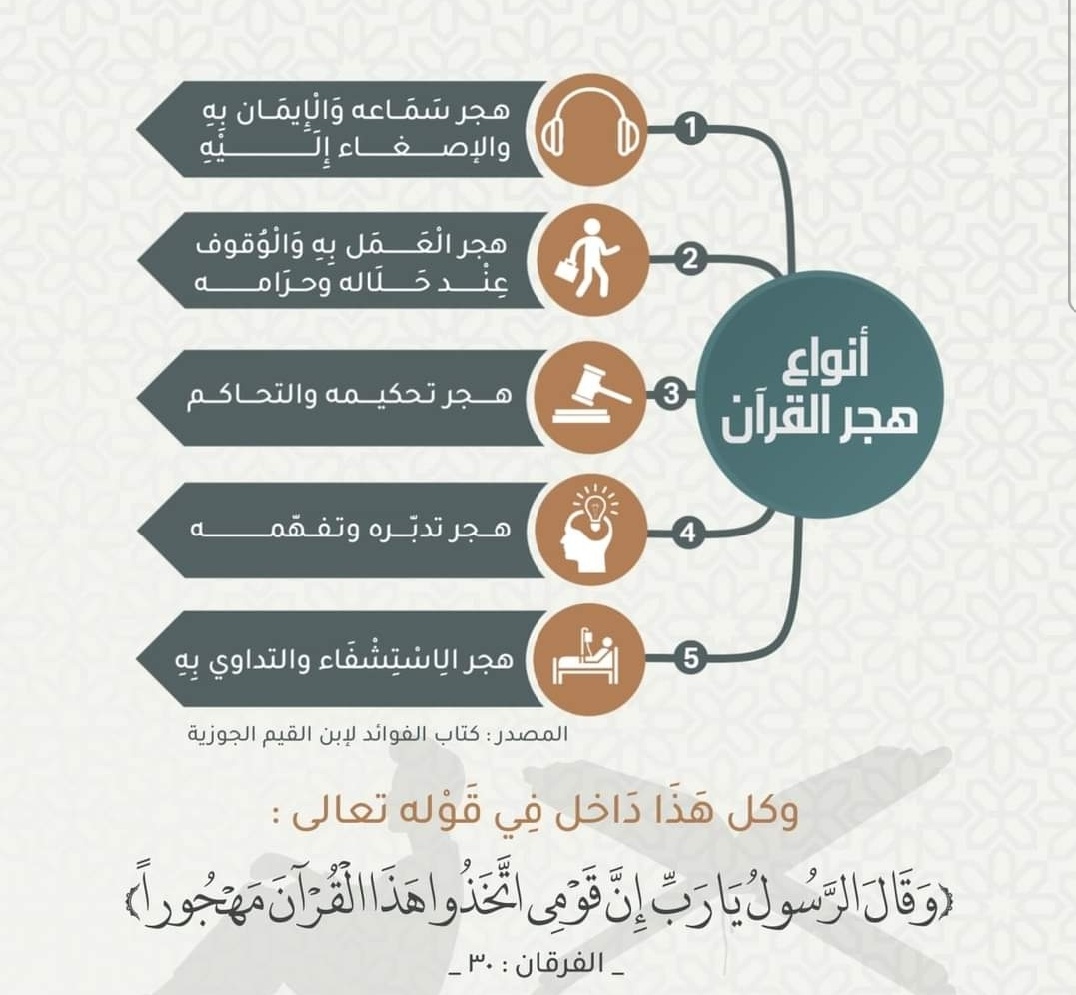 أنواع
هجر القرآن
1
هجر سَمَاعه وَالْإِيمَان بِهِ
والإصغاء إِلَيْهِ
2
هجر الْعَمَل بِهِ وَالْوُقوف
عِنْد حَلَاله وحرَامه
3
هجر تحكيمه والتحاكم
4
هجر تدبّره وتفهّمه
5
هجر الِاسْتِشْفَاء والتداوي بِهِ
المصدر : كتاب الفوائد لإبن القيم الجوزية
وكل هَذَا دَاخل فِي قَوْله تعالى :
﴿وَقَالَ الرَّسُولُ يَا رَبِّ إِنَّ قَوْمِي اتَّخَذُوا هَذَا الْقُرْآنَ مَهْجُوراً﴾
_ الفرقان : ٣٠ _